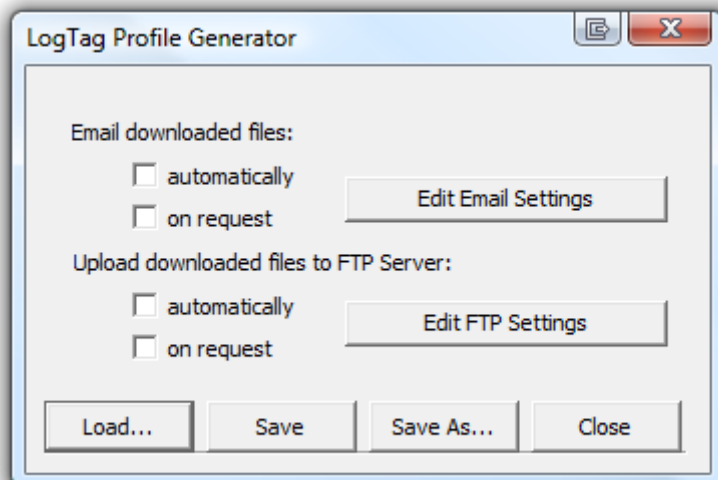 LogTag Profile Generator
Email downloaded files:
automatically
Edit Email Settings
on request
Upload downloaded files to FTP Server:
automatically
Edit FTP Settings
on request
Load... Save Save As... Close